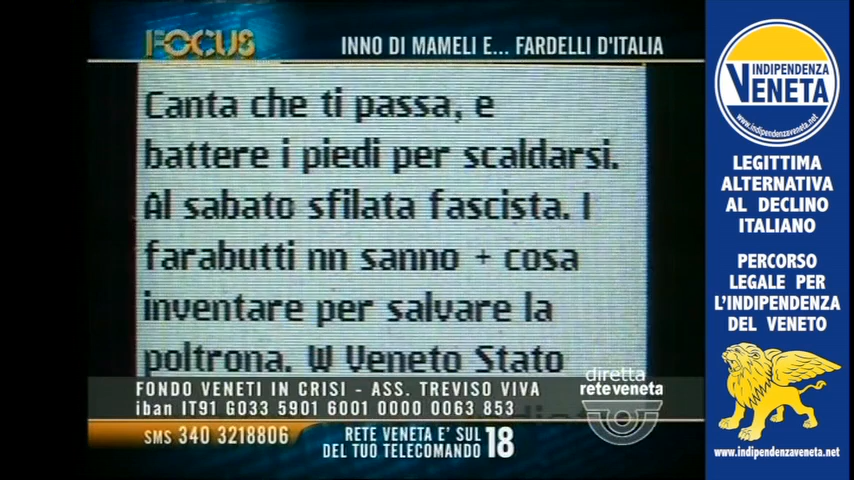 FOCUS
INNO DI MAMELI E... FARDELLI D'ITALIA
Canta che ti passa, e
battere i piedi per scaldarsi.
Al sabato sfilata fascista. I
farabutti nn sanno + cosa
inventare per salvare la
poltrona. W Veneto Stato
diretta
reteveneta
FONDO VENETI IN CRISI - ASS. TREVISO VIVA
iban IT91 G033 5901 6001 0000 0063 853
SMS 340 3218806
RETE VENETA E' SUL
DEL TUO TELECOMANDO 18
INDIPENDENZA
VENETA
www.indipendenzaveneta.net
LEGITTIMA
ALTERNATIVA
AL DECLINO
ITALIANO
PERCORSO
LEGALE PER
L'INDIPENDENZA
DEL VENETO
www.indipendenzaveneta.net